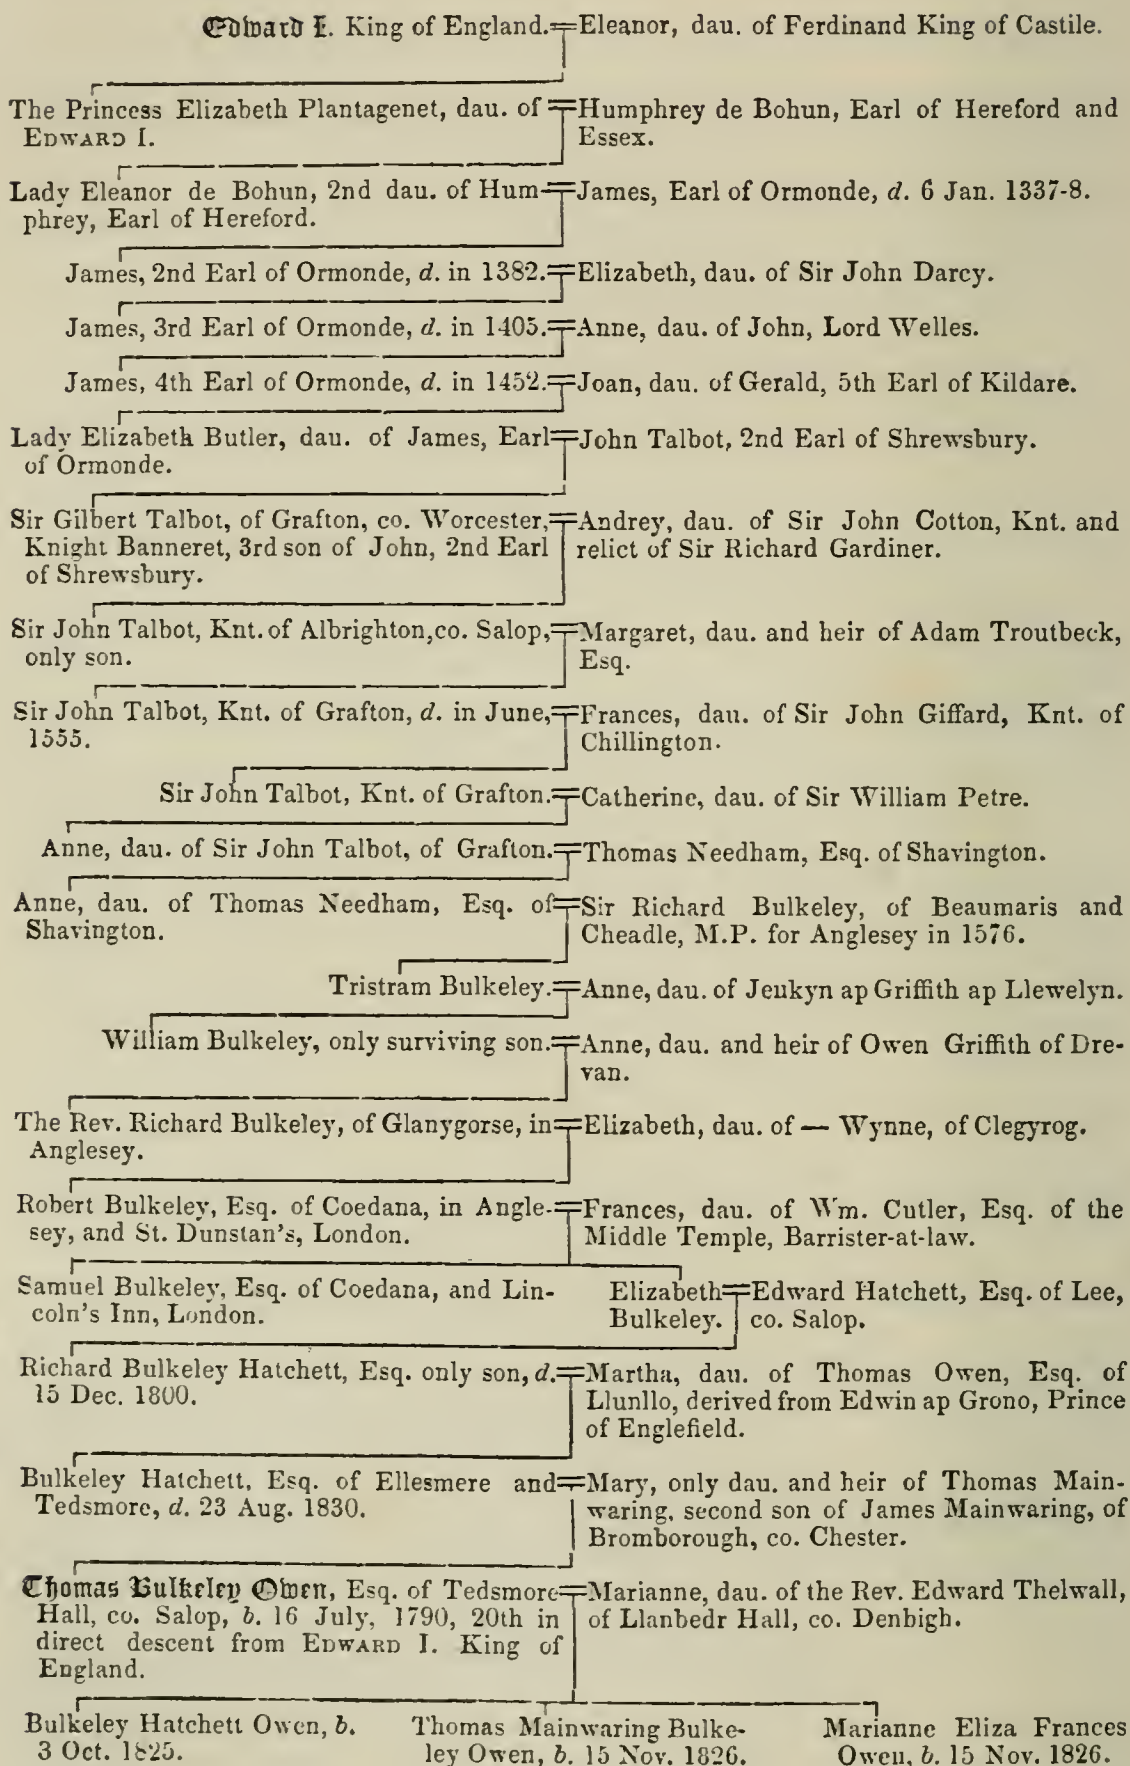 Edward I. King of England.=Eleanor, dau. of Ferdinand King of Castile.
The Princess Elizabeth Plantagenet, dau. of
EDWARD I.
=Humphrey de Bohun, Earl of Hereford and
Essex.
Lady Eleanor de Bohun, 2nd dau. of Hum-
phrey, Earl of Hereford.
=James, Earl of Ormonde, d. 6 Jan. 1337-8.
James, 2nd Earl of Ormonde, d. in 1382.=Elizabeth, dau. of Sir John Darcy.
James, 3rd Earl of Ormonde, d. in 1405.=Anne, dau. of John, Lord Welles.
James, 4th Earl of Ormonde, d. in 1452.=Joan, dau. of Gerald, 5th Earl of Kildare.
Lady Elizabeth Butler, dau. of James, Earl
of Ormonde.
=John Talbot, 2nd Earl of Shrewsbury.
Sir Gilbert Talbot, of Grafton, co. Worcester,
Knight Banneret, 3rd son of John, 2nd Earl
of Shrewsbury.
=Andrey, dau. of Sir John Cotton, Knt. and
relict of Sir Richard Gardiner.
Sir John Talbot, Knt. of Albrighton, co. Salop,
only son.
=Margaret, dau. and heir of Adam Troutbeck,
Esq.
Sir John Talbot, Knt. of Grafton, d. in June,
1555.
=Frances, dau. of Sir John Giffard, Knt. of
Chillington.
Sir John Talbot, Knt. of Grafton.=Catherine, dau. of Sir William Petre.
Anne, dau. of Sir John Talbot, of Grafton.=Thomas Needham, Esq. of Shavington.
Anne, dau. of Thomas Needham, Esq. of
Shavington.
=Sir Richard Bulkeley, of Beaumaris and
Cheadle, M.P. for Anglesey in 1576.
Tristram Bulkeley.=Anne, dau. of Jeukyn ap Griffith ap Llewelyn.
William Bulkeley, only surviving son.=Anne, dau. and heir of Owen Griffith of Dre-
van.
The Rev. Richard Bulkeley, of Glanygorse, in
Anglesey.
=Elizabeth, dau. of — Wynne, of Clegyrog.
Robert Bulkeley, Esq. of Coedana, in Angle-
sey, and St. Dunstan's, London.
=Frances, dau. of Wm. Cutler, Esq. of the
Middle Temple, Barrister-at-law.
Samuel Bulkeley, Esq. of Coedana, and Lin-
coln's Inn, London.
Elizabeth
Bulkeley.
=Edward Hatchett, Esq. of Lee,
co. Salop.
Richard Bulkeley Hatchett, Esq. only son, d.
15 Dec. 1800.
=Martha, dau. of Thomas Owen, Esq. of
Llunllo, derived from Edwin ap Grono, Prince
of Englefield.
Bulkeley Hatchett, Esq. of Ellesmere and
Tedsmore, d. 23 Aug. 1830.
=Mary, only dau. and heir of Thomas Main-
waring, second son of James Mainwaring, of
Bromborough, co. Chester.
Thomas Bulkeley Owen, Esq. of Tedsmore
Hall, co. Salop, b. 16 July, 1790, 20th in
direct descent from EDWARD I. King of
England.
=Marianne, dau. of the Rev. Edward Thelwall,
of Llanbedr Hall, co. Denbigh.
Bulkeley Hatchett Owen, b.
3 Oct. 1825.
Thomas Mainwaring Bulke-
ley Owen, b. 15 Nov. 1826.
Marianne Eliza Frances
Owen, b. 15 Nov. 1826.